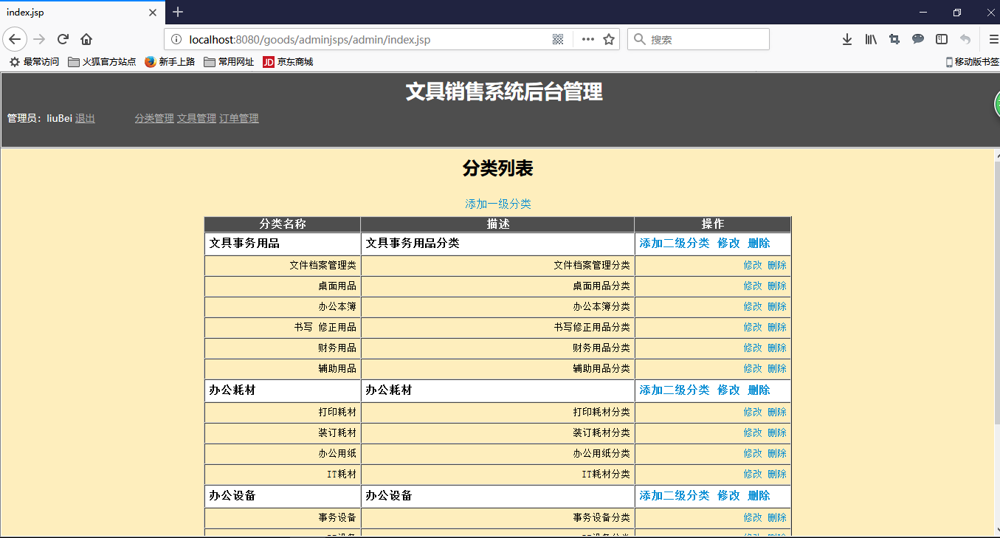 index.jsp
localhost:8080/goods/adminjsps/admin/index.jsp
搜索
最常访问 火狐官方站点 新手上路 常用网址 JD 京东商城 移动版书签
文具销售系统后台管理
管理员：liuBei 退出 分类管理 文具管理 订单管理
分类列表
添加一级分类
分类名称 描述 操作
文具事务用品 文具事务用品分类 添加二级分类 修改 删除
文件档案管理类 文件档案管理分类 修改 删除
桌面用品 桌面用品分类 修改 删除
办公本簿 办公本簿分类 修改 删除
书写 修正用品 书写修正用品分类 修改 删除
财务用品 财务用品分类 修改 删除
辅助用品 辅助用品分类 修改 删除
办公耗材 办公耗材 添加二级分类 修改 删除
打印耗材 打印耗材分类 修改 删除
装订耗材 装订耗材分类 修改 删除
办公用纸 办公用纸分类 修改 删除
IT耗材 IT耗材分类 修改 删除
办公设备 办公设备 添加二级分类 修改 删除
事务设备 事务设备分类 修改 删除